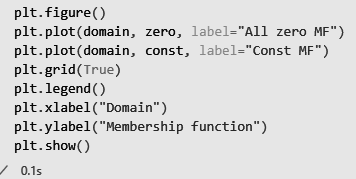 plt.figure()
plt.plot(domain, zero, label="All zero MF")
plt.plot(domain, const, label="Const MF")
plt.grid(True)
plt.legend()
plt.xlabel("Domain")
plt.ylabel("Membership function")
plt.show()
✓ 0.1s